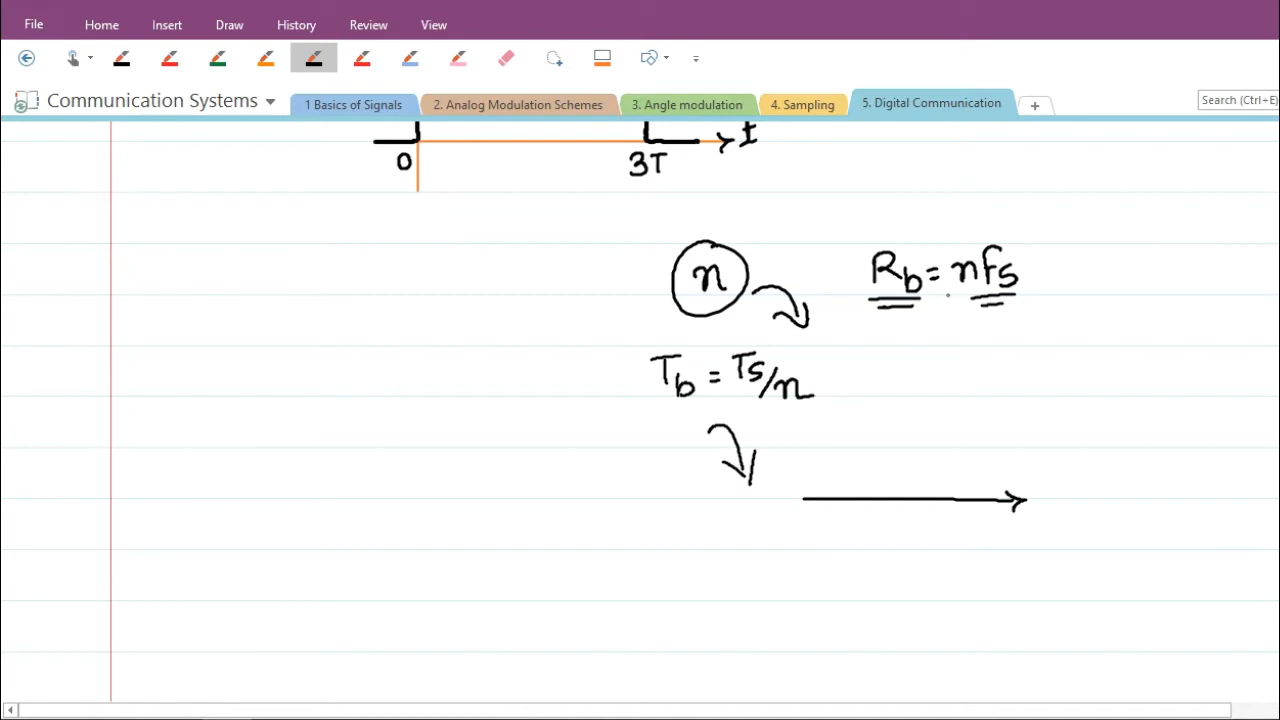 File Home Insert Draw History Review View
Communication Systems 1 Basics of Signals 2. Analog Modulation Schemes 3. Angle modulation 4. Sampling 5. Digital Communication + Search (Ctrl+E)
t
0 3T
n Rb = nfs
Tb = Ts/n